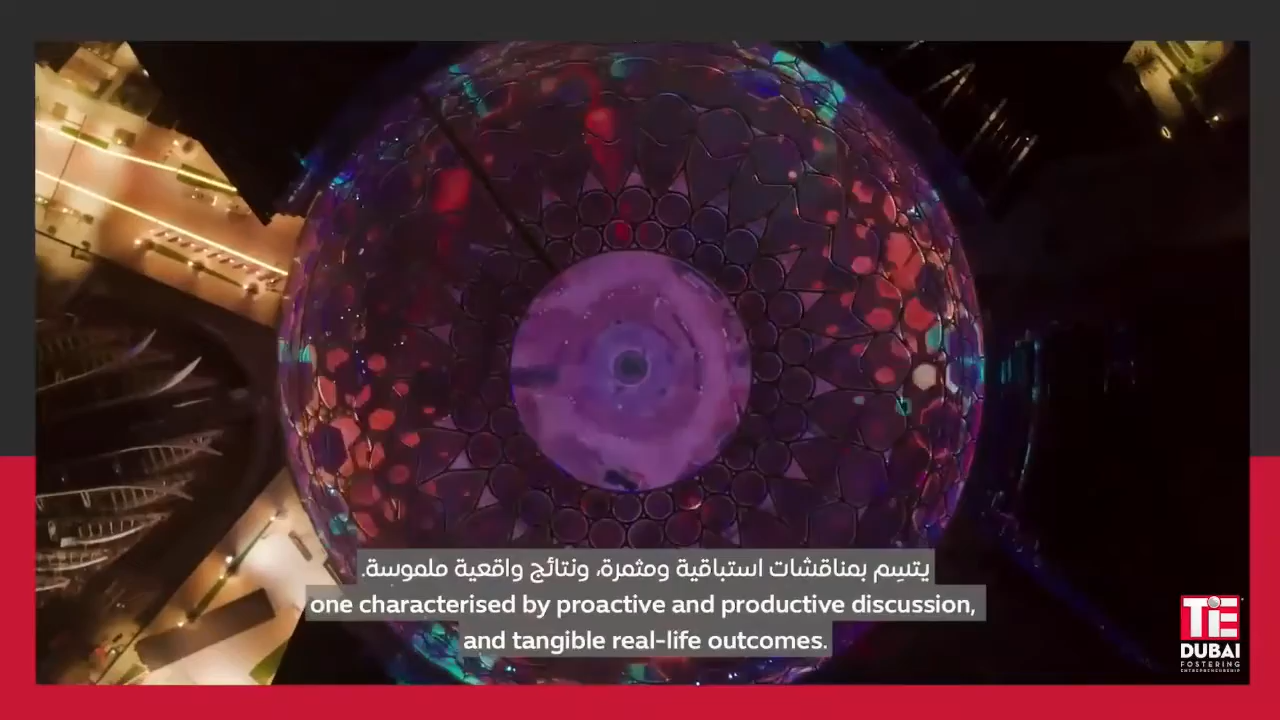 يتسِم بمناقشات استباقية ومثمرة، ونتائج واقعية ملموسة.
one characterised by proactive and productive discussion,
and tangible real-life outcomes.
TiE
DUBAI
FOSTERING
ENTREPRENEURSHIP